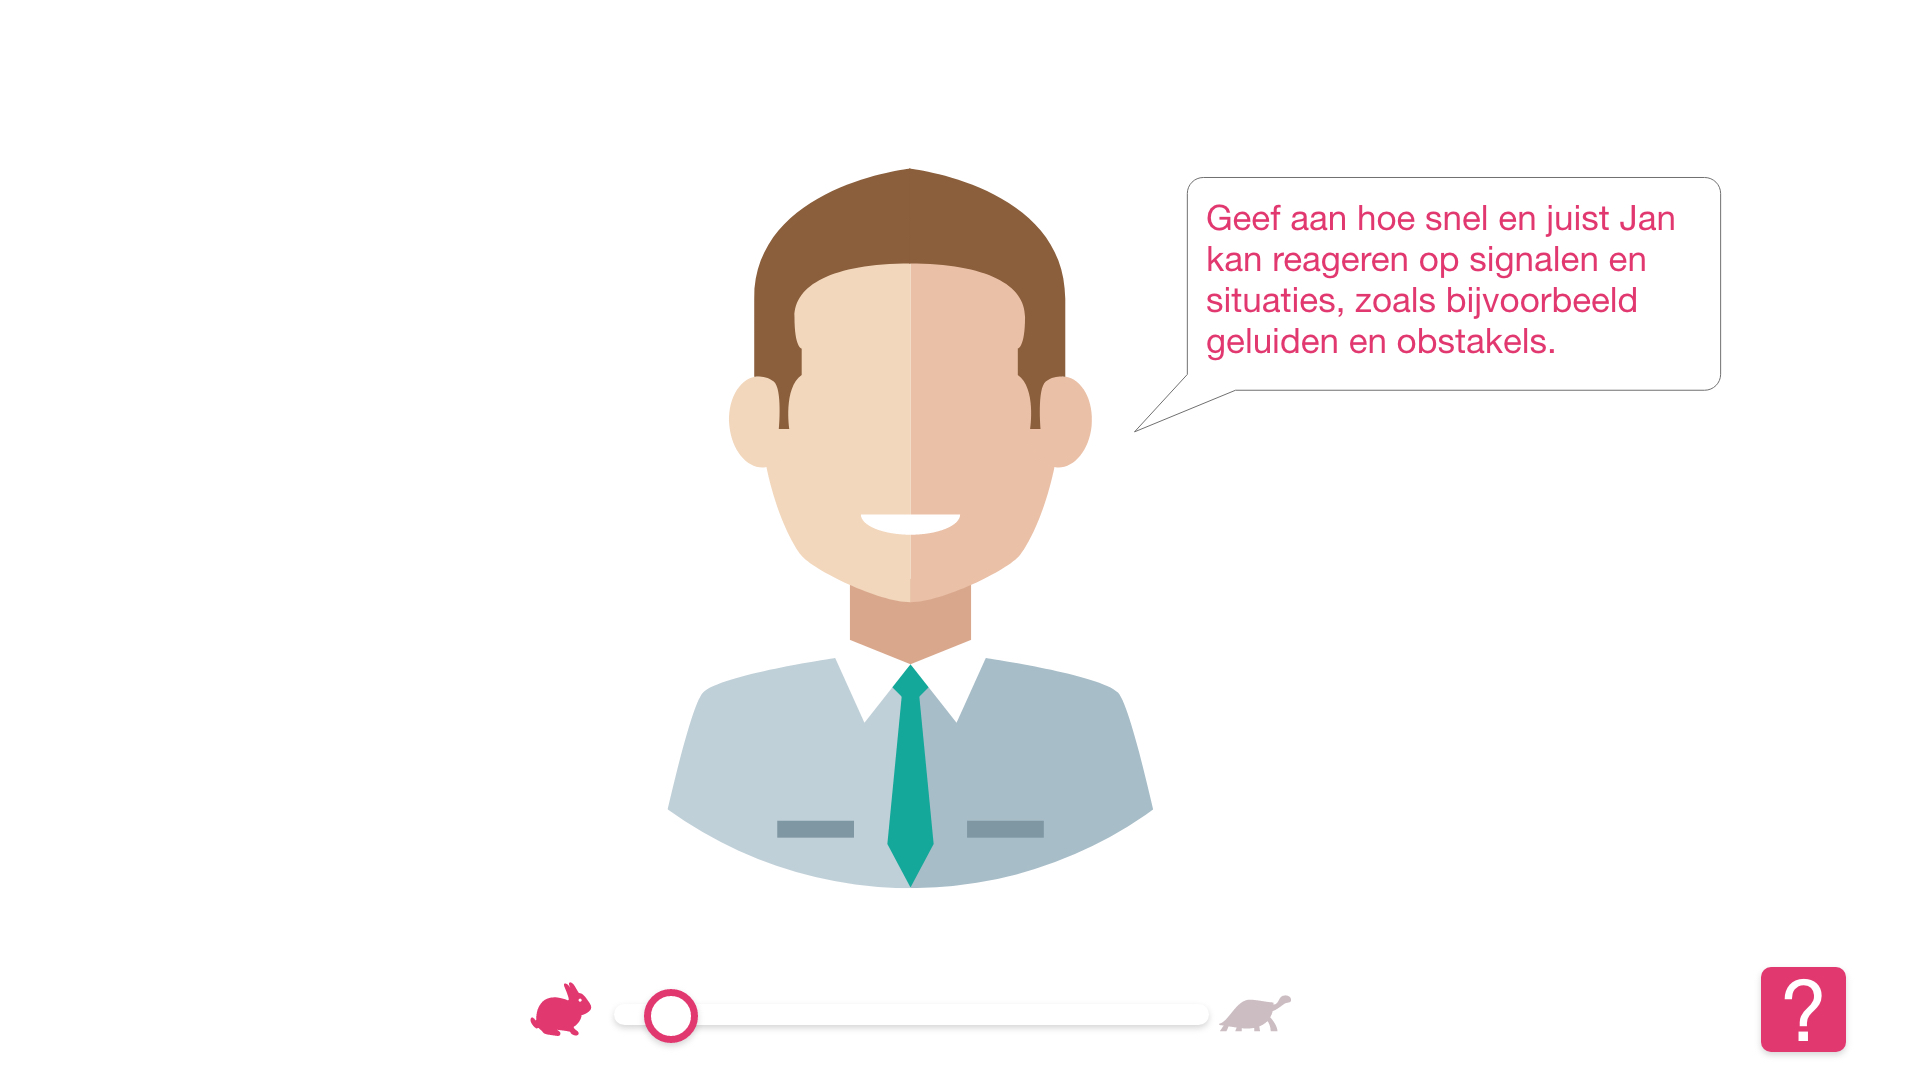 Geef aan hoe snel en juist Jan
kan reageren op signalen en
situaties, zoals bijvoorbeeld
geluiden en obstakels.
?